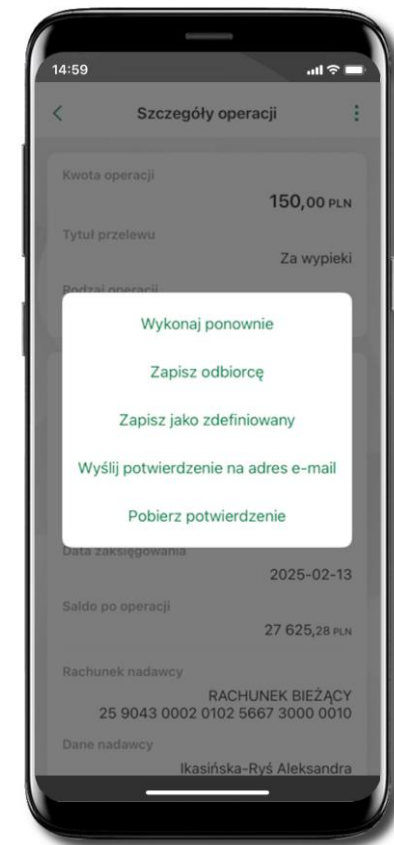 14:59
Szczegóły operacji
Kwota operacji
150,00 PLN
Tytuł przelewu
Za wypieki
Rodzaj operacji
Wykonaj ponownie
Zapisz odbiorcę
Zapisz jako zdefiniowany
Wyślij potwierdzenie na adres e-mail
Pobierz potwierdzenie
Data zaksięgowania
2025-02-13
Saldo po operacji
27 625,28 PLN
Rachunek nadawcy
RACHUNEK BIEŻĄCY
25 9043 0002 0102 5667 3000 0010
Dane nadawcy
Ikasińska-Ryś Aleksandra